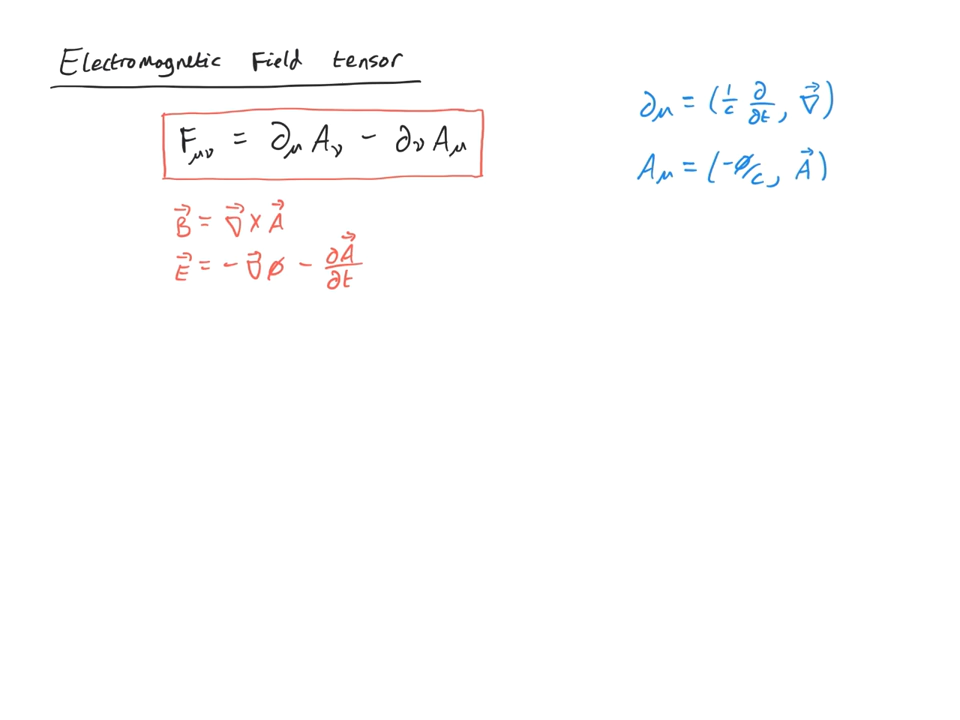 Electromagnetic Field tensor
F_μν = ∂_μ A_ν − ∂_ν A_μ
B⃗ = ∇⃗ × A⃗
E⃗ = −∇⃗ϕ − ∂A⃗/∂t
∂_μ = (1/c ∂/∂t, ∇⃗)
A_μ = (−ϕ/c, A⃗)